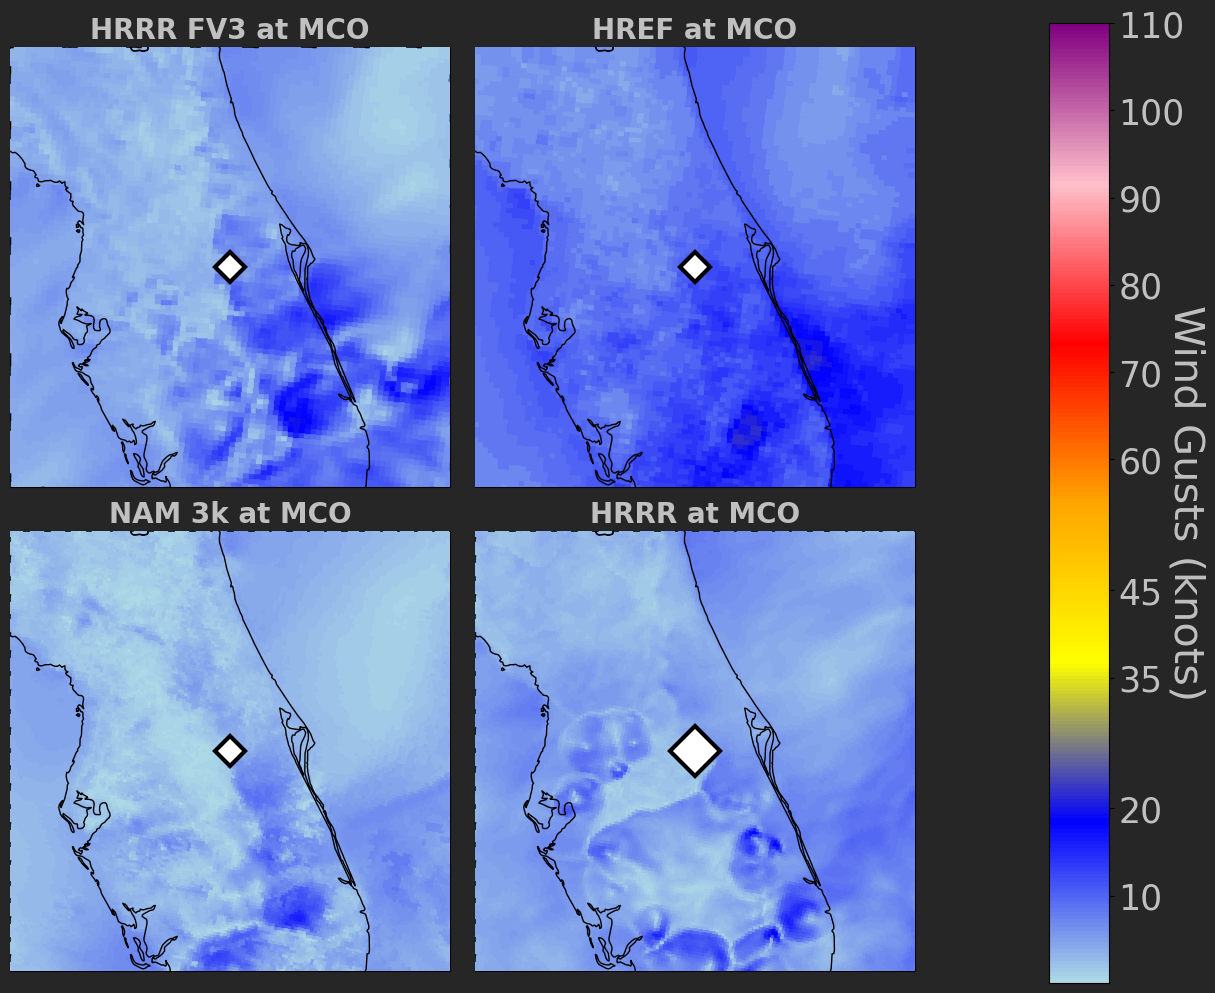 HRRR FV3 at MCO
HREF at MCO
NAM 3k at MCO
HRRR at MCO
110
100
90
80
70
60
45
35
20
10
Wind Gusts (knots)